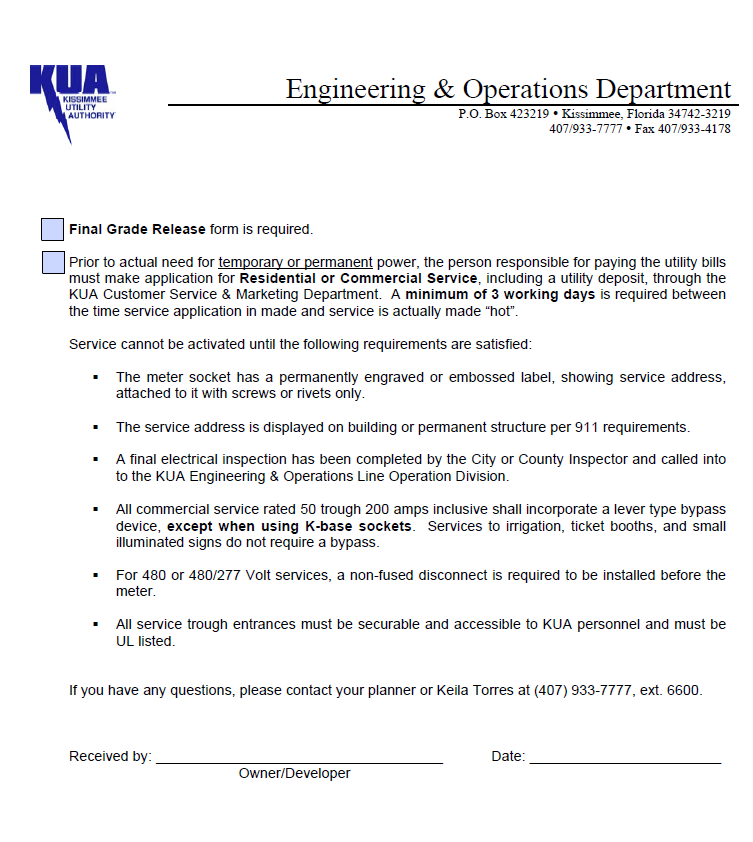 KUA
KISSIMMEE
UTILITY
AUTHORITY
Engineering & Operations Department
P.O. Box 423219 • Kissimmee, Florida 34742-3219
407/933-7777 • Fax 407/933-4178
Final Grade Release form is required.
Prior to actual need for temporary or permanent power, the person responsible for paying the utility bills
must make application for Residential or Commercial Service, including a utility deposit, through the
KUA Customer Service & Marketing Department. A minimum of 3 working days is required between
the time service application in made and service is actually made “hot”.
Service cannot be activated until the following requirements are satisfied:
▪ The meter socket has a permanently engraved or embossed label, showing service address,
attached to it with screws or rivets only.
▪ The service address is displayed on building or permanent structure per 911 requirements.
▪ A final electrical inspection has been completed by the City or County Inspector and called into
to the KUA Engineering & Operations Line Operation Division.
▪ All commercial service rated 50 trough 200 amps inclusive shall incorporate a lever type bypass
device, except when using K-base sockets. Services to irrigation, ticket booths, and small
illuminated signs do not require a bypass.
▪ For 480 or 480/277 Volt services, a non-fused disconnect is required to be installed before the
meter.
▪ All service trough entrances must be securable and accessible to KUA personnel and must be
UL listed.
If you have any questions, please contact your planner or Keila Torres at (407) 933-7777, ext. 6600.
Received by: ____________________ Date: ____________________
Owner/Developer